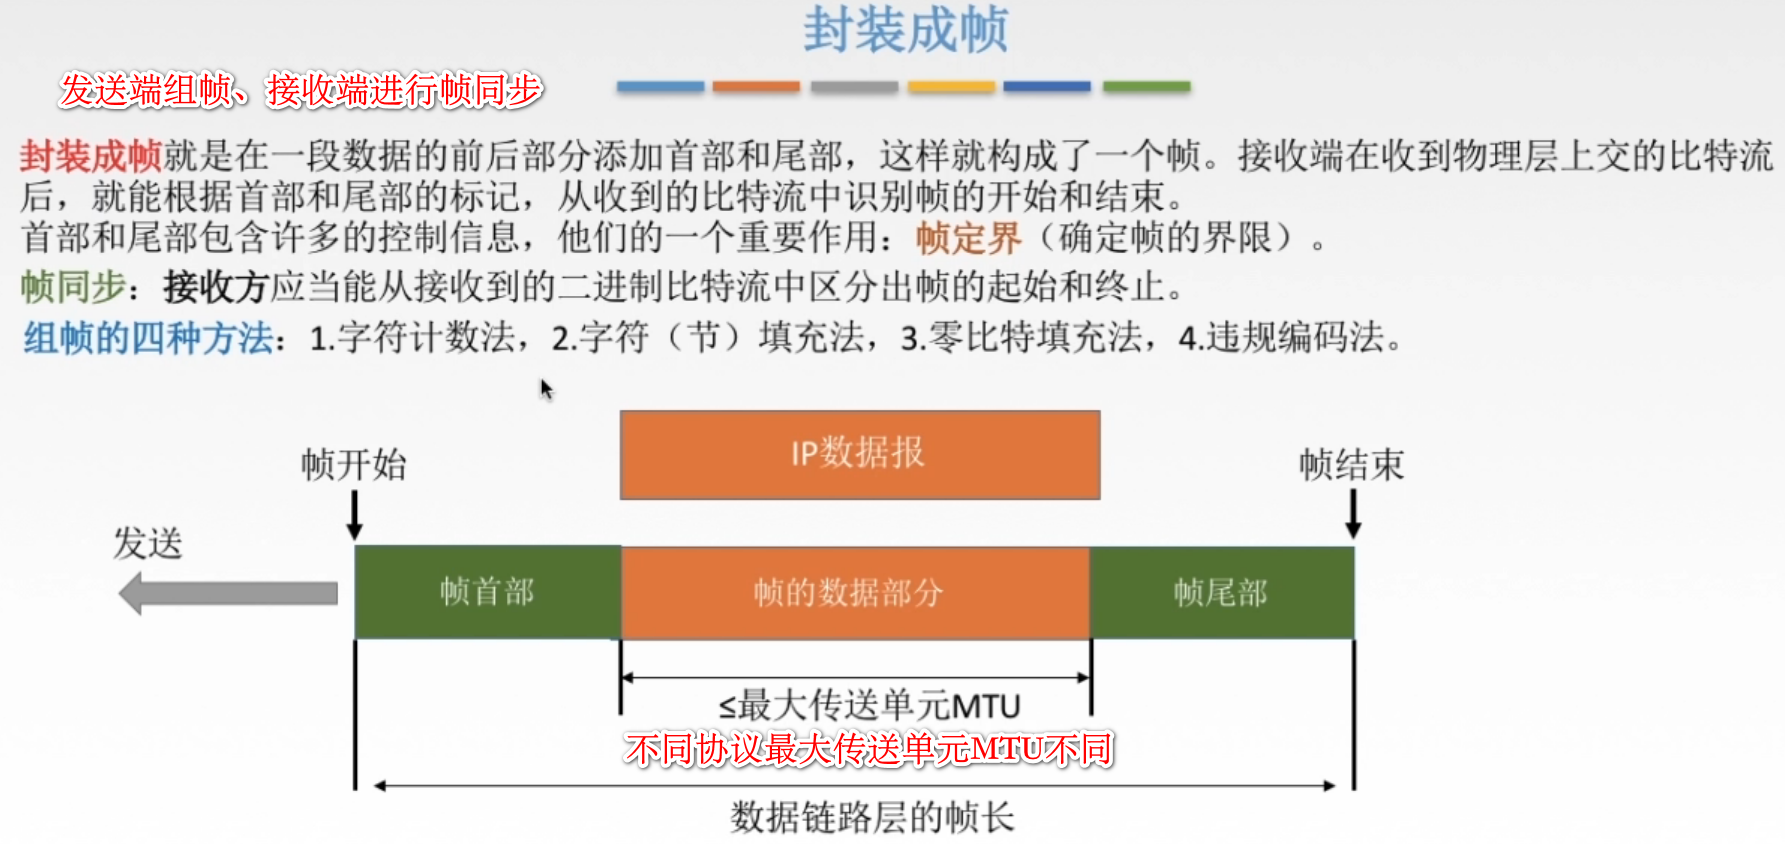 封装成帧
发送端组帧、接收端进行帧同步
封装成帧就是在一段数据的前后部分添加首部和尾部，这样就构成了一个帧。接收端在收到物理层上交的比特流
后，就能根据首部和尾部的标记，从收到的比特流中识别帧的开始和结束。
首部和尾部包含许多的控制信息，他们的一个重要作用：帧定界（确定帧的界限）。
帧同步：接收方应当能从接收到的二进制比特流中区分出帧的起始和终止。
组帧的四种方法：1.字符计数法，2.字符（节）填充法，3.零比特填充法，4.违规编码法。
IP数据报
帧开始
帧结束
发送
帧首部
帧的数据部分
帧尾部
≤最大传送单元MTU
不同协议最大传送单元MTU不同
数据链路层的帧长